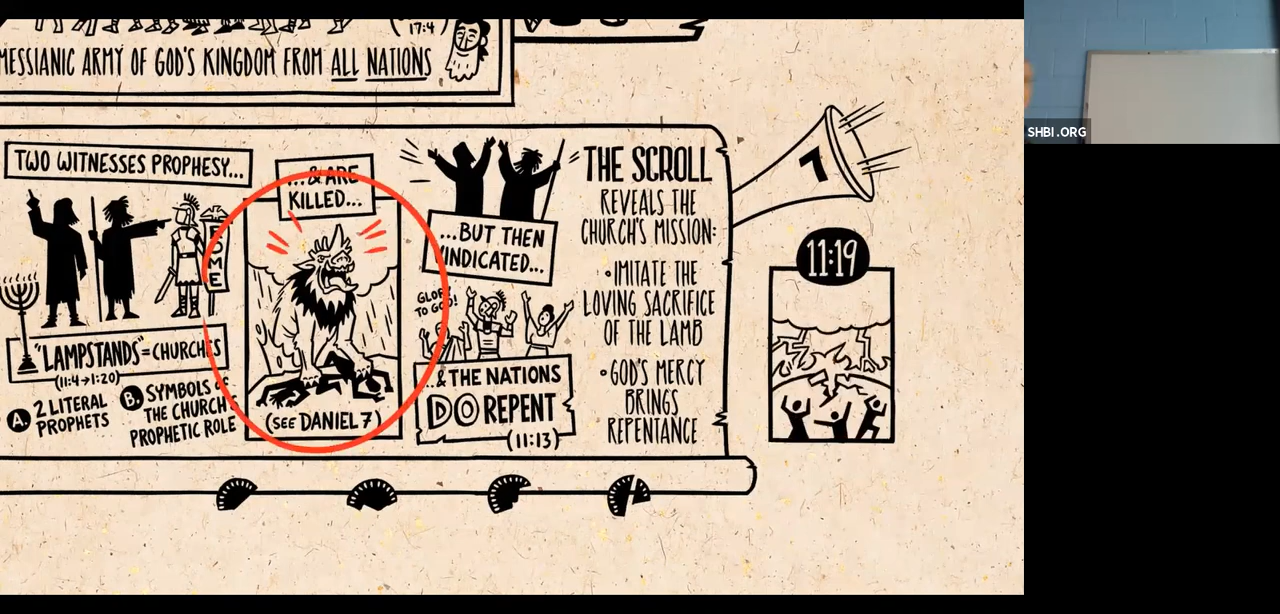 17:4)
MESSIANIC ARMY OF GOD'S KINGDOM FROM ALL NATIONS
TWO WITNESSES PROPHESY...
"LAMPSTANDS" = CHURCHES
(11:4→1:20)
A. 2 LITERAL
PROPHETS
B. SYMBOLS OF
THE CHURCH'S
PROPHETIC ROLE
...& ARE
KILLED...
(SEE DANIEL 7)
...BUT THEN
VINDICATED...
GLORY
TO GOD!
...& THE NATIONS
DO REPENT
(11:13)
THE SCROLL
REVEALS THE
CHURCH'S MISSION:
•IMITATE THE
LOVING SACRIFICE
OF THE LAMB
•GOD'S MERCY
BRINGS
REPENTANCE
7
11:19
SHBI.ORG